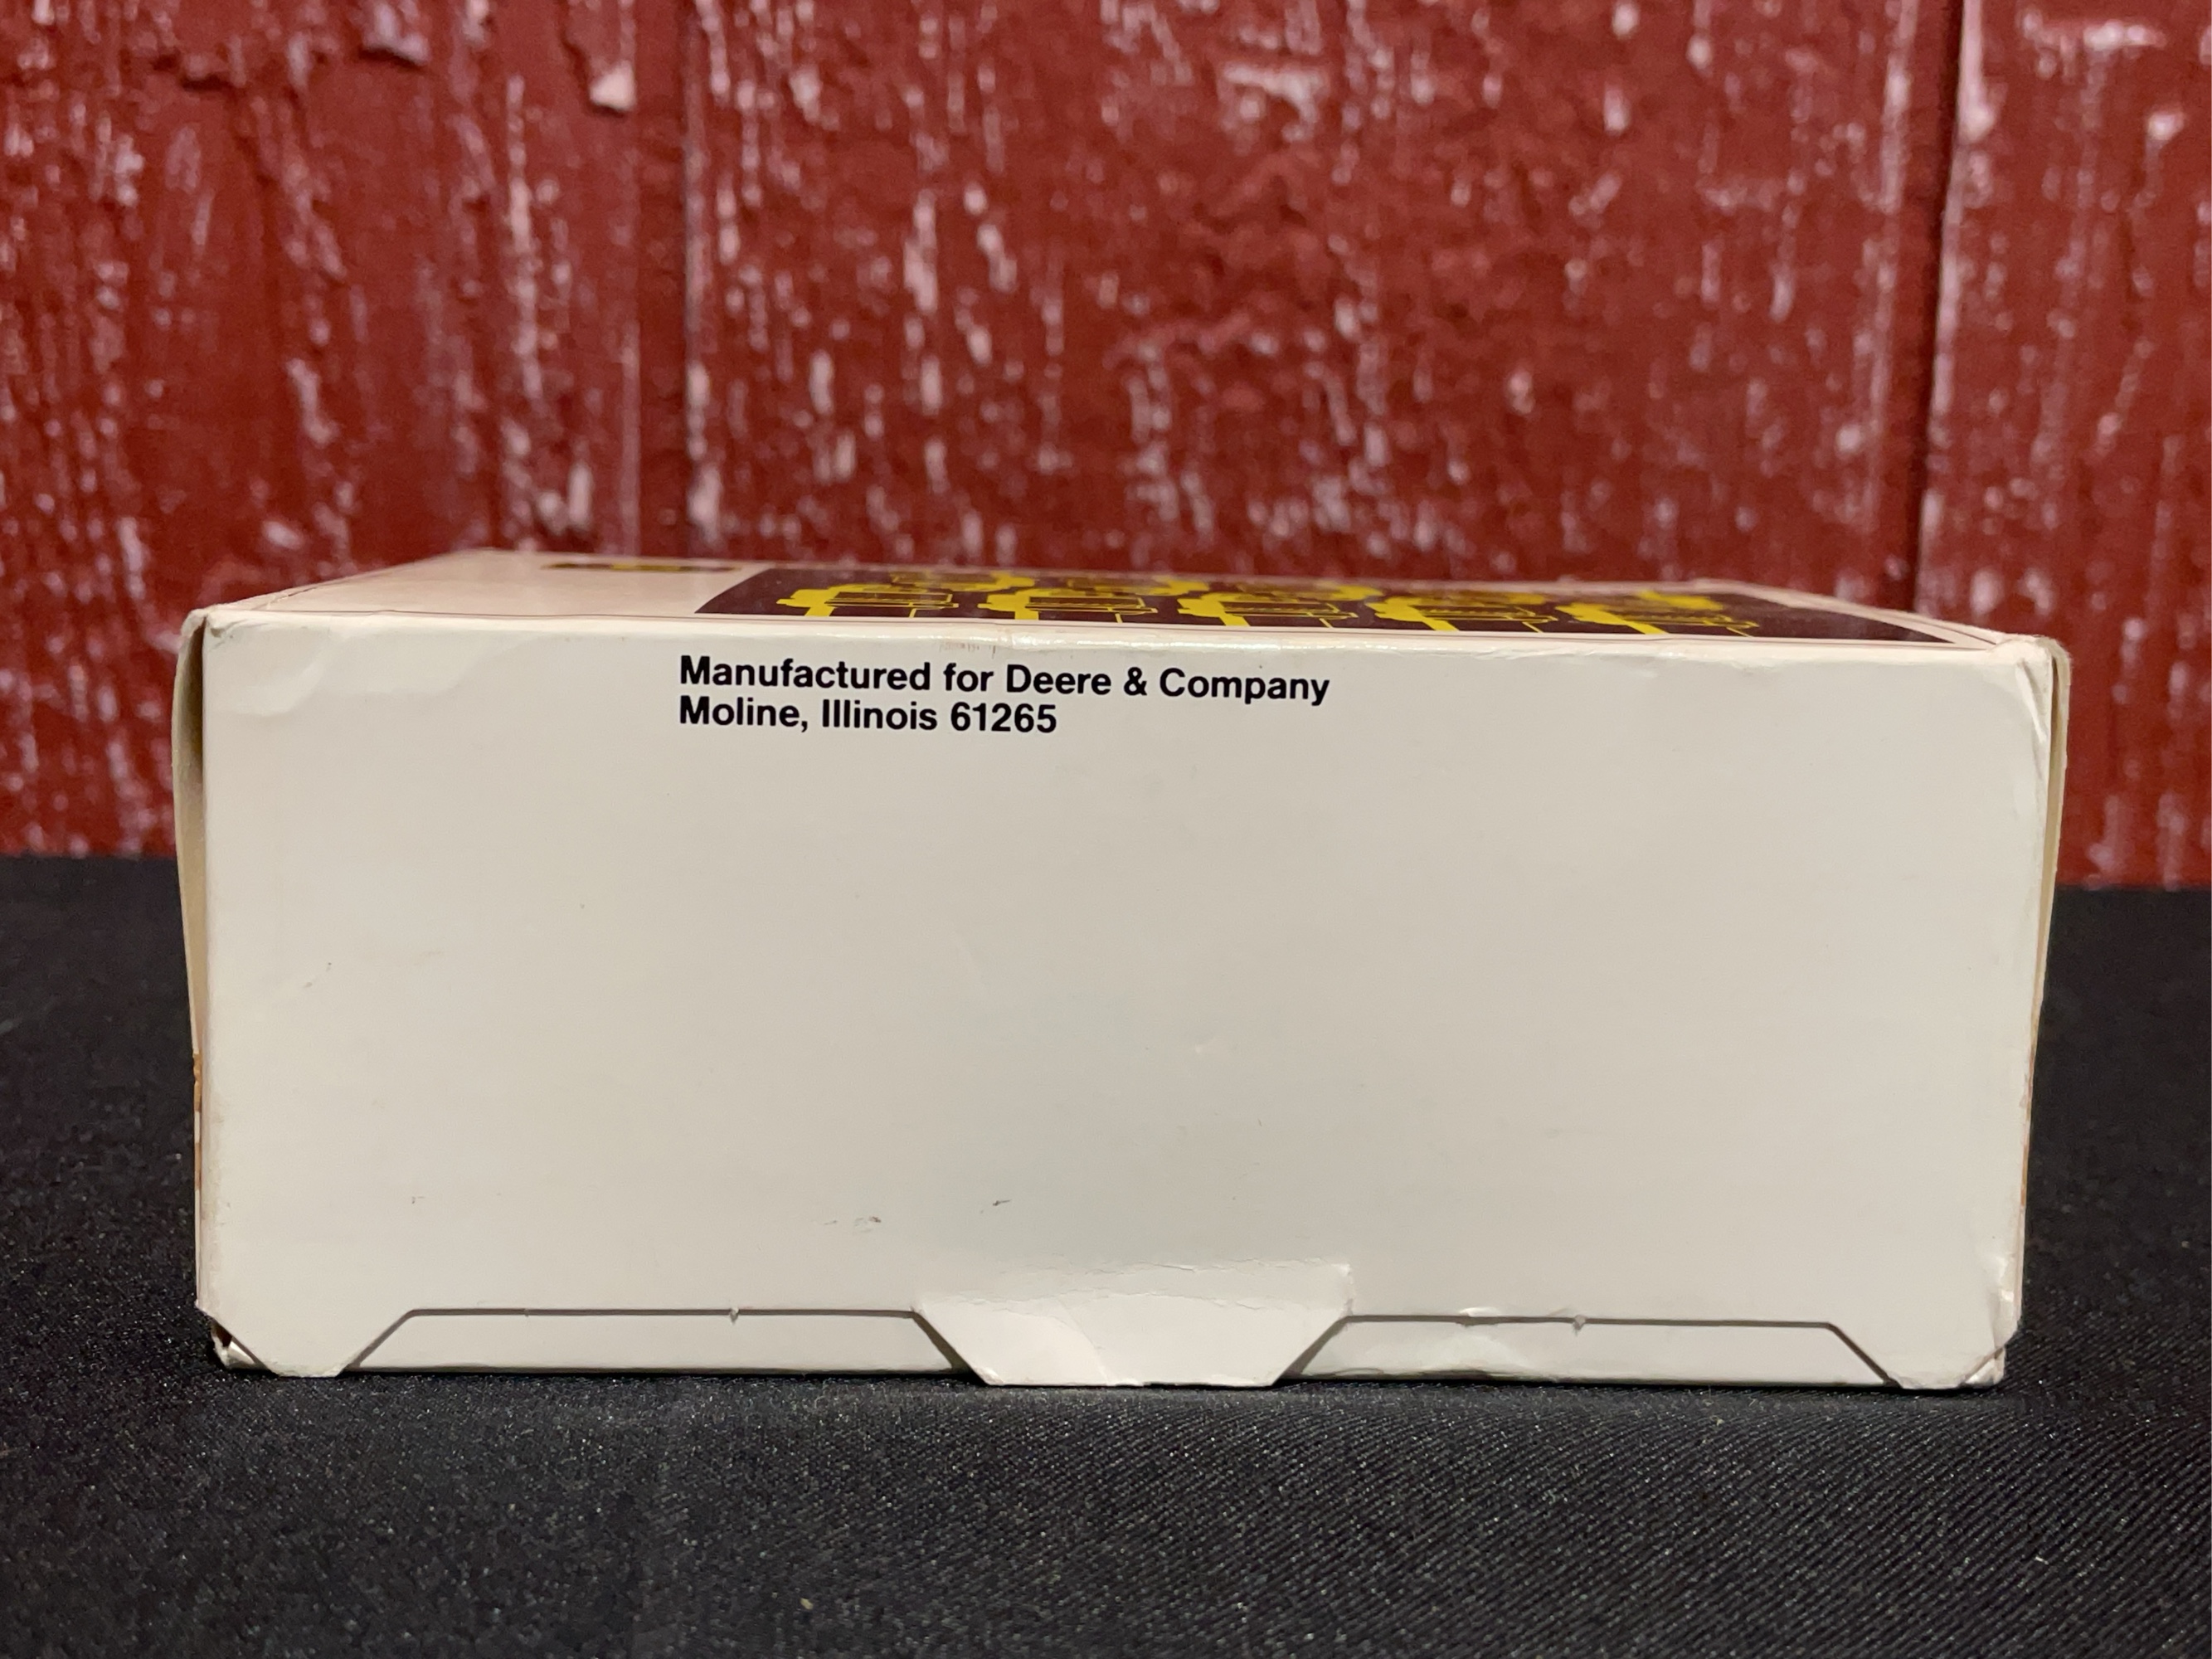 Manufactured for Deere & Company
Moline, Illinois 61265